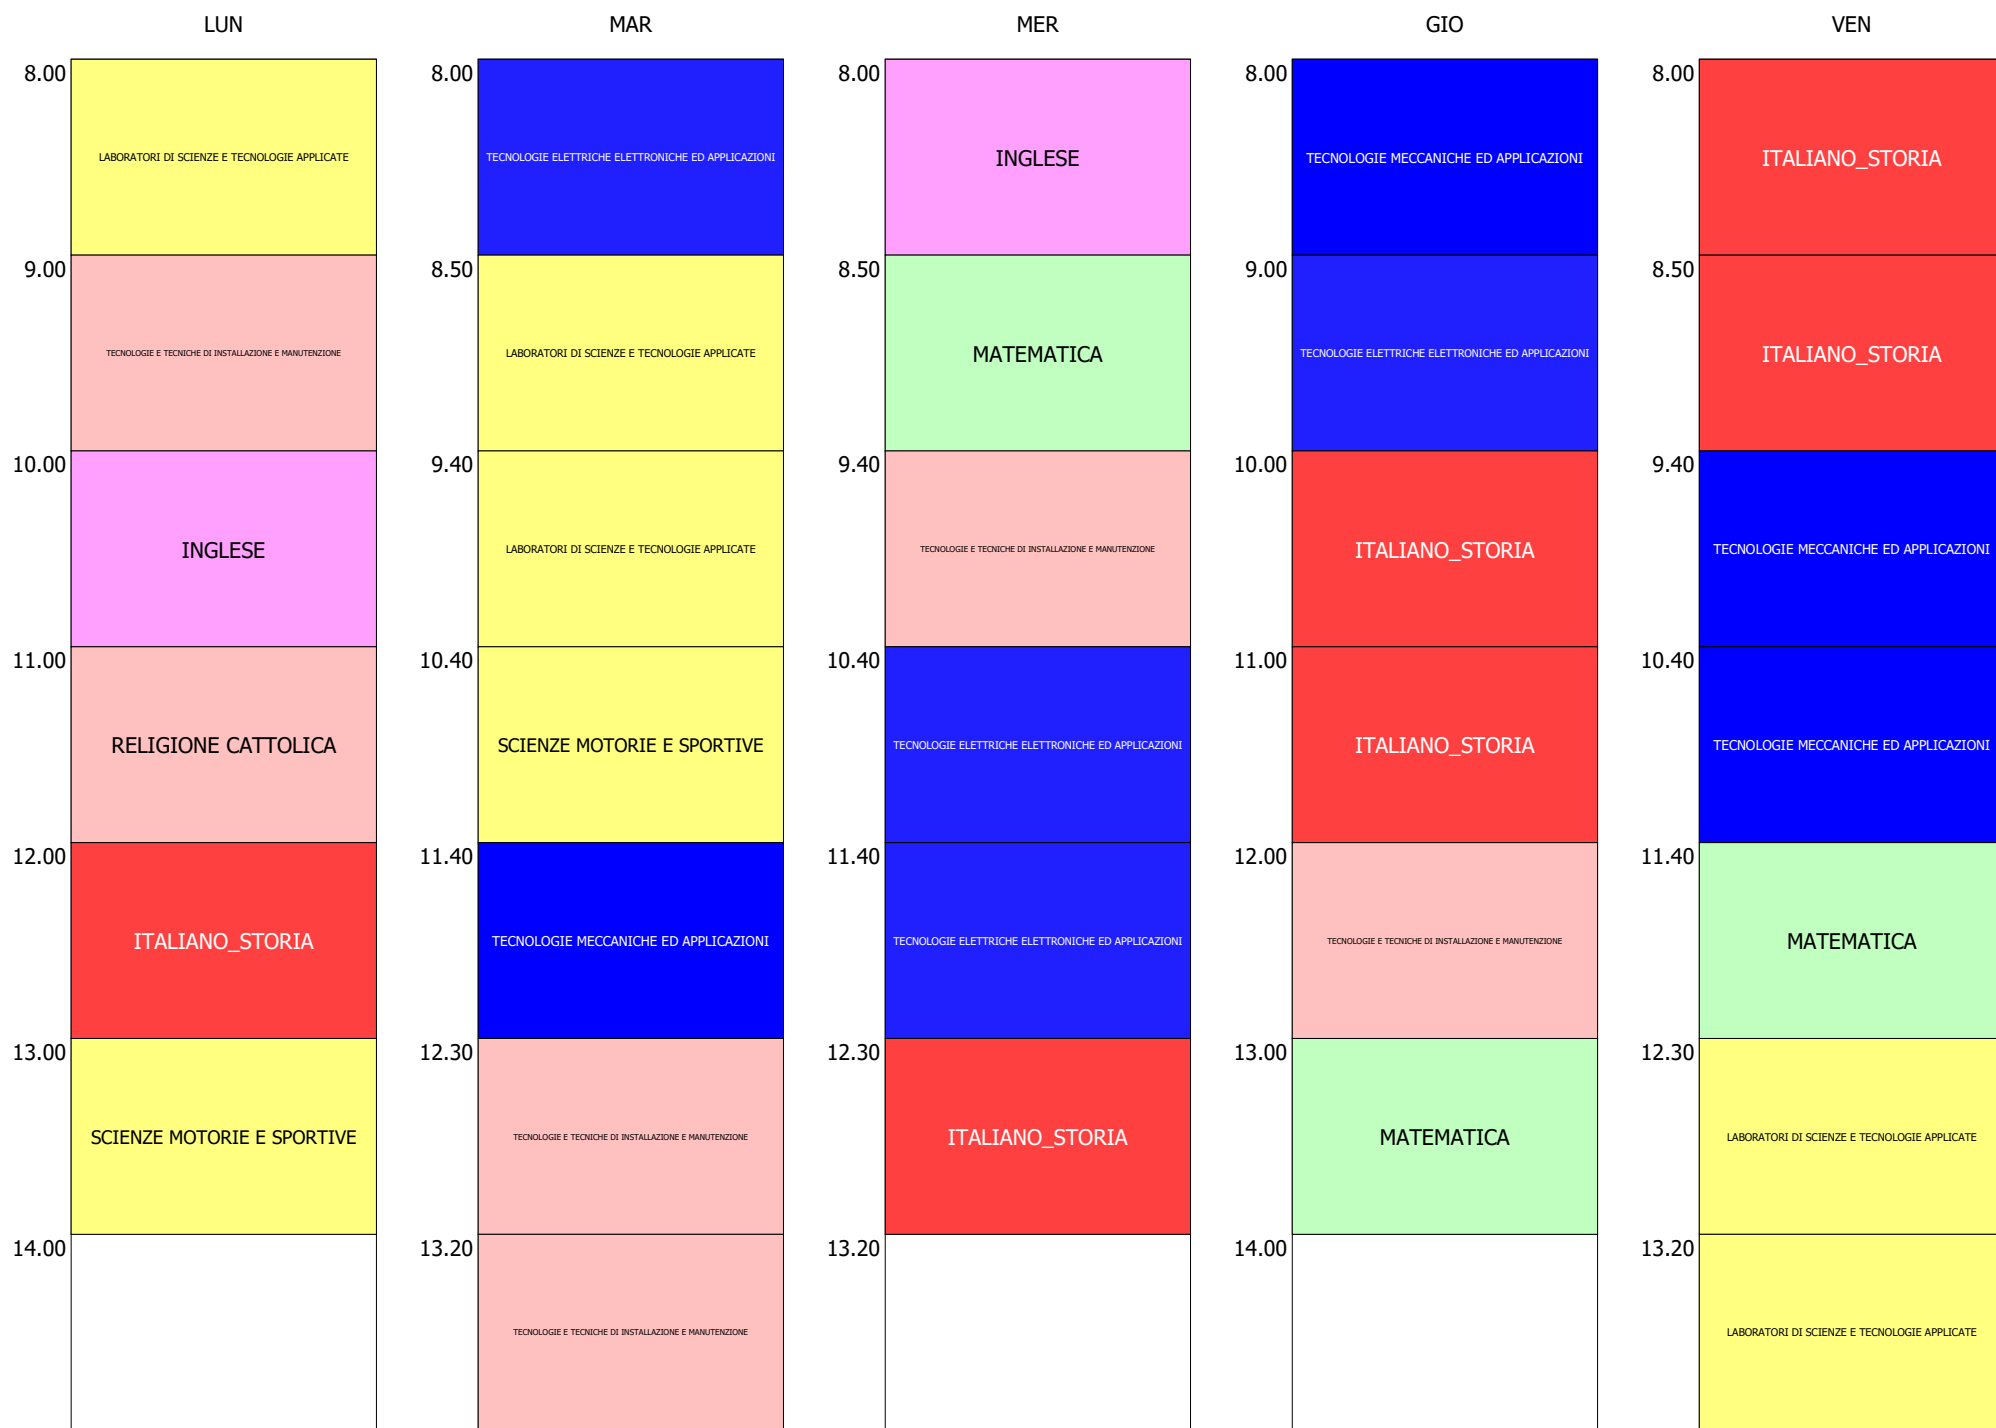 LUN
MAR
MER
GIO
VEN
8.00
LABORATORI DI SCIENZE E TECNOLOGIE APPLICATE
9.00
TECNOLOGIE E TECNICHE DI INSTALLAZIONE E MANUTENZIONE
10.00
INGLESE
11.00
RELIGIONE CATTOLICA
12.00
ITALIANO_STORIA
13.00
SCIENZE MOTORIE E SPORTIVE
14.00
8.00
TECNOLOGIE ELETTRICHE ELETTRONICHE ED APPLICAZIONI
8.50
LABORATORI DI SCIENZE E TECNOLOGIE APPLICATE
9.40
LABORATORI DI SCIENZE E TECNOLOGIE APPLICATE
10.40
SCIENZE MOTORIE E SPORTIVE
11.40
TECNOLOGIE MECCANICHE ED APPLICAZIONI
12.30
TECNOLOGIE E TECNICHE DI INSTALLAZIONE E MANUTENZIONE
13.20
TECNOLOGIE E TECNICHE DI INSTALLAZIONE E MANUTENZIONE
8.00
INGLESE
8.50
MATEMATICA
9.40
TECNOLOGIE E TECNICHE DI INSTALLAZIONE E MANUTENZIONE
10.40
TECNOLOGIE ELETTRICHE ELETTRONICHE ED APPLICAZIONI
11.40
TECNOLOGIE ELETTRICHE ELETTRONICHE ED APPLICAZIONI
12.30
ITALIANO_STORIA
13.20
8.00
TECNOLOGIE MECCANICHE ED APPLICAZIONI
9.00
TECNOLOGIE ELETTRICHE ELETTRONICHE ED APPLICAZIONI
10.00
ITALIANO_STORIA
11.00
ITALIANO_STORIA
12.00
TECNOLOGIE E TECNICHE DI INSTALLAZIONE E MANUTENZIONE
13.00
MATEMATICA
14.00
8.00
ITALIANO_STORIA
8.50
ITALIANO_STORIA
9.40
TECNOLOGIE MECCANICHE ED APPLICAZIONI
10.40
TECNOLOGIE MECCANICHE ED APPLICAZIONI
11.40
MATEMATICA
12.30
LABORATORI DI SCIENZE E TECNOLOGIE APPLICATE
13.20
LABORATORI DI SCIENZE E TECNOLOGIE APPLICATE